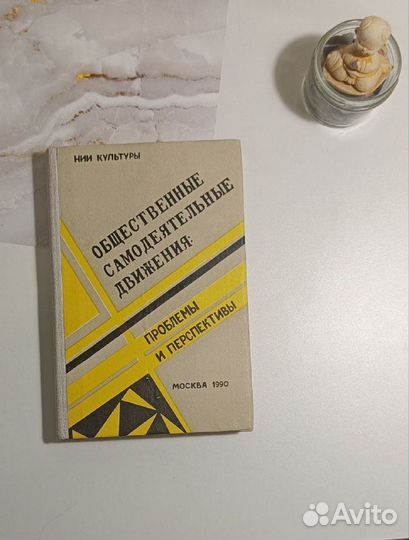 НИИ КУЛЬТУРЫ
ОБЩЕСТВЕННЫЕ
САМОДЕЯТЕЛЬНЫЕ
ДВИЖЕНИЯ:
ПРОБЛЕМЫ
И ПЕРСПЕКТИВЫ
МОСКВА 1990
Avito